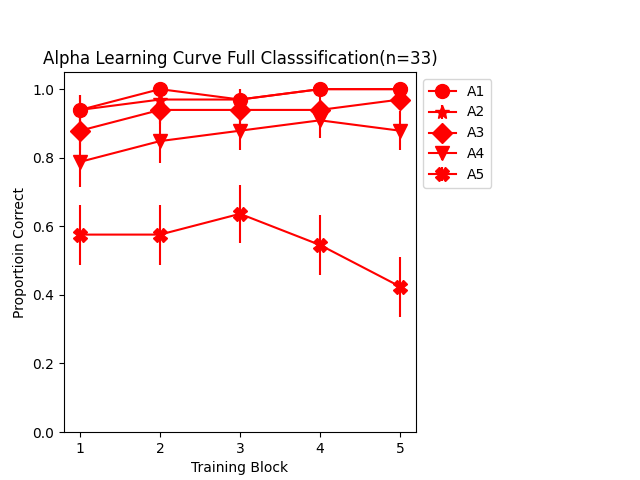 Alpha Learning Curve Full Classsification(n=33)
1.0
0.8
0.6
0.4
0.2
0.0
Proportioin Correct
1 2 3 4 5
Training Block
A1
A2
A3
A4
A5